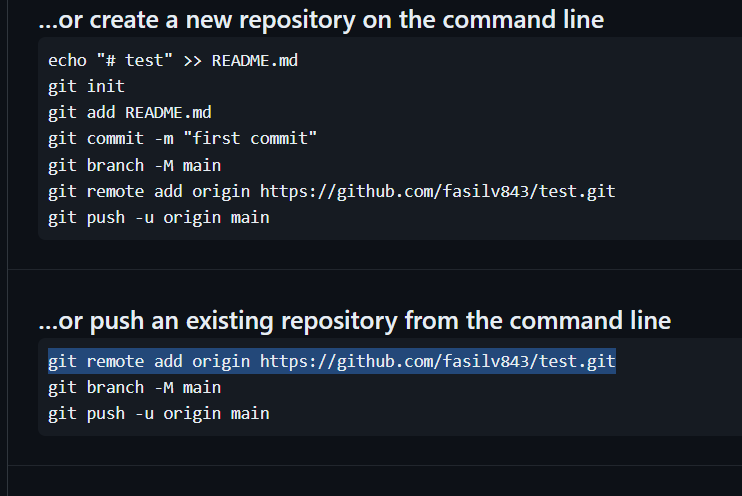 ...or create a new repository on the command line
echo "# test" >> README.md
git init
git add README.md
git commit -m "first commit"
git branch -M main
git remote add origin https://github.com/fasilv843/test.git
git push -u origin main
...or push an existing repository from the command line
git remote add origin https://github.com/fasilv843/test.git
git branch -M main
git push -u origin main